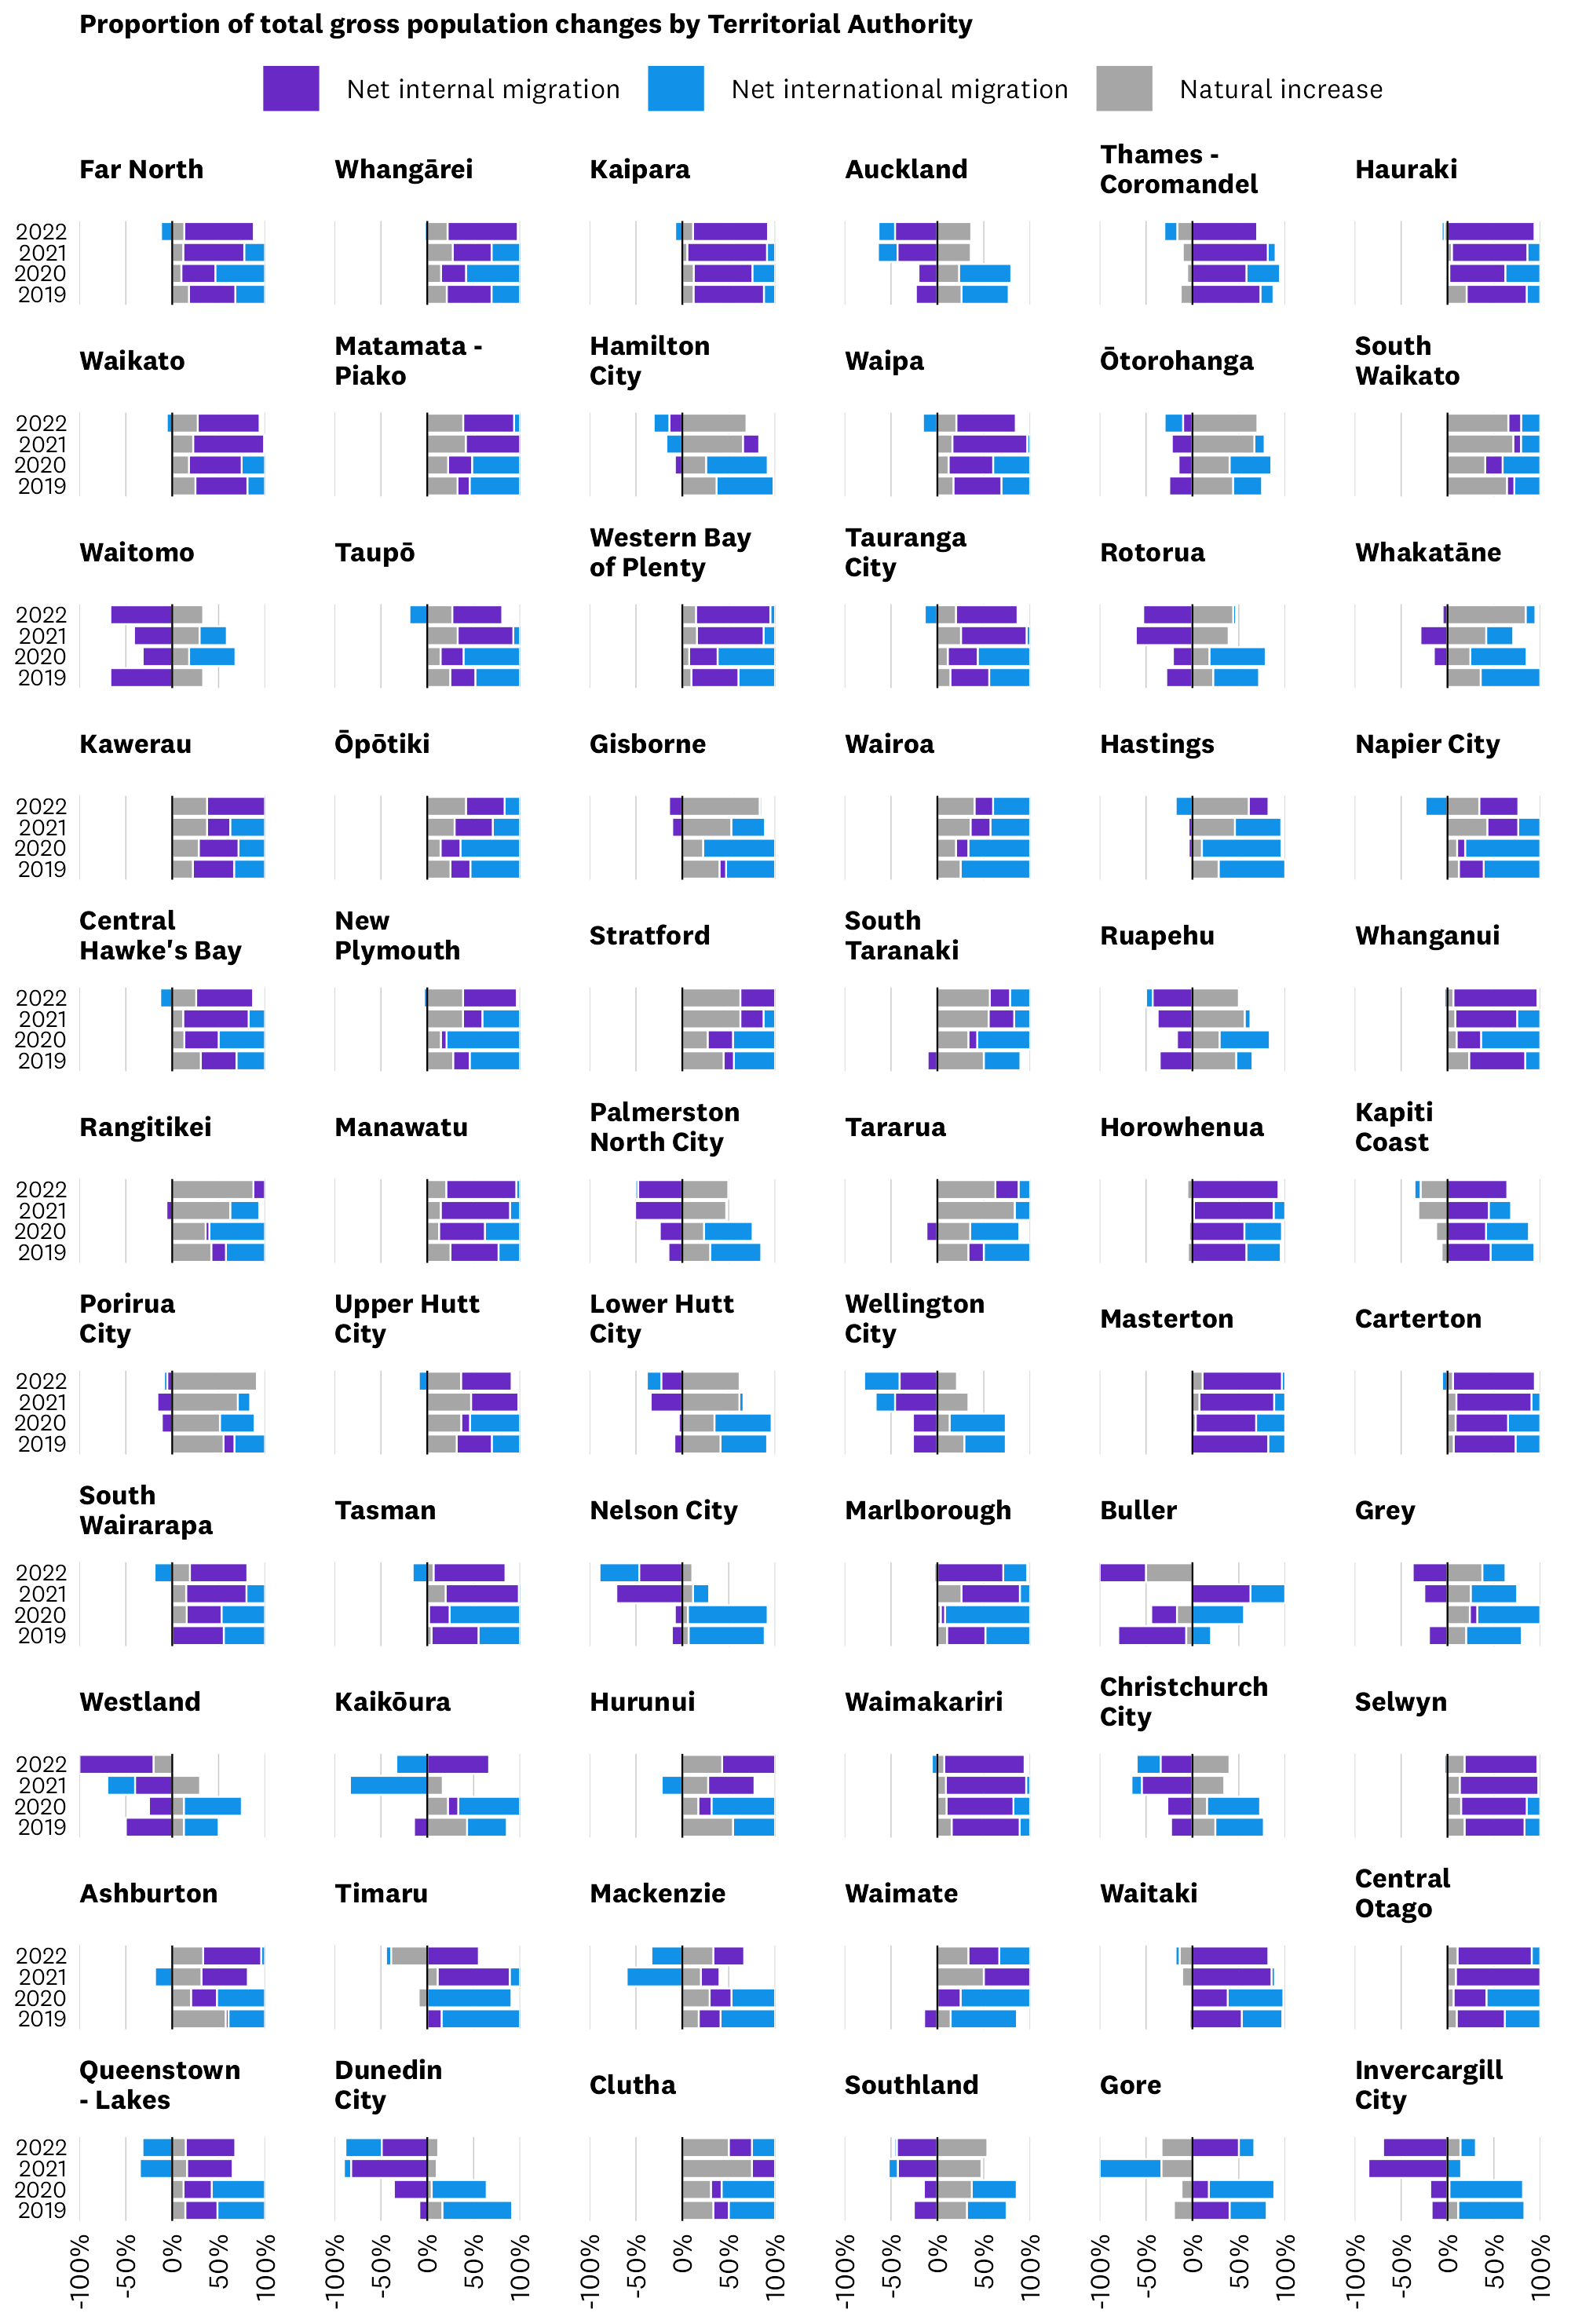 Proportion of total gross population changes by Territorial Authority
Net internal migration Net international migration Natural increase
Far North Whangārei Kaipara Auckland Thames - Hauraki
Coromandel
2022
2021
2020
2019
Waikato Matamata - Hamilton Waipa Ōtorohanga South
Piako City Waikato
2022
2021
2020
2019
Waitomo Taupō Western Bay Tauranga Rotorua Whakatāne
of Plenty City
2022
2021
2020
2019
Kawerau Ōpōtiki Gisborne Wairoa Hastings Napier City
2022
2021
2020
2019
Central New Stratford South Ruapehu Whanganui
Hawke's Bay Plymouth Taranaki
2022
2021
2020
2019
Rangitikei Manawatu Palmerston Tararua Horowhenua Kapiti
North City Coast
2022
2021
2020
2019
Porirua Upper Hutt Lower Hutt Wellington Masterton Carterton
City City City City
2022
2021
2020
2019
South Tasman Nelson City Marlborough Buller Grey
Wairarapa
2022
2021
2020
2019
Westland Kaikōura Hurunui Waimakariri Christchurch Selwyn
City
2022
2021
2020
2019
Ashburton Timaru Mackenzie Waimate Waitaki Central
Otago
2022
2021
2020
2019
Queenstown Dunedin Clutha Southland Gore Invercargill
- Lakes City City
2022
2021
2020
2019
-100% -50% 0% 50% 100% -100% -50% 0% 50% 100% -100% -50% 0% 50% 100% -100% -50% 0% 50% 100% -100% -50% 0% 50% 100% -100% -50% 0% 50% 100%